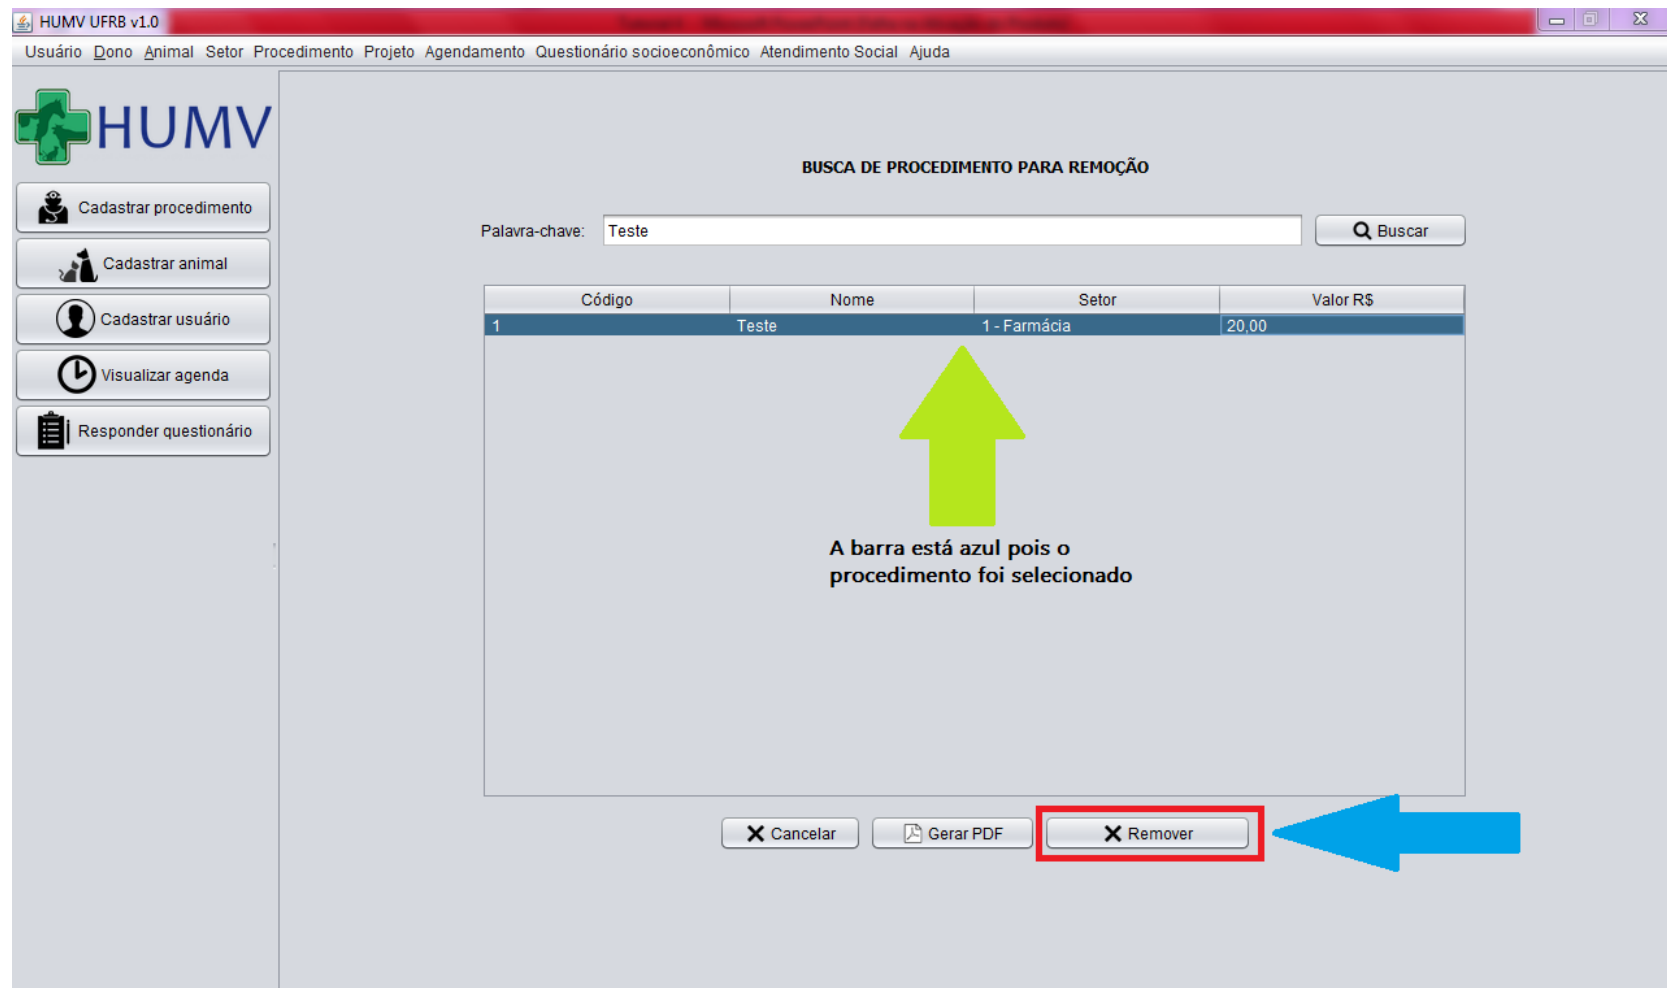 HUMV UFRB v1.0
Usuário Dono Animal Setor Procedimento Projeto Agendamento Questionário socioeconômico Atendimento Social Ajuda
HUMV
Cadastrar procedimento
Cadastrar animal
Cadastrar usuário
Visualizar agenda
Responder questionário
BUSCA DE PROCEDIMENTO PARA REMOÇÃO
Palavra-chave: Teste Buscar
Código Nome Setor Valor R$
1 Teste 1 - Farmácia 20,00
A barra está azul pois o
procedimento foi selecionado
Cancelar Gerar PDF Remover